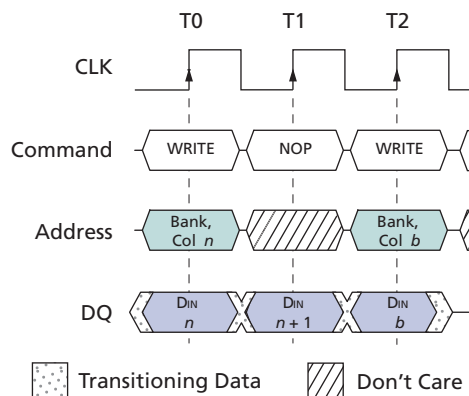 T0 T1 T2
CLK
Command WRITE NOP WRITE
Address Bank, Col n Bank, Col b
DQ DIN n DIN n + 1 DIN b
Transitioning Data Don't Care